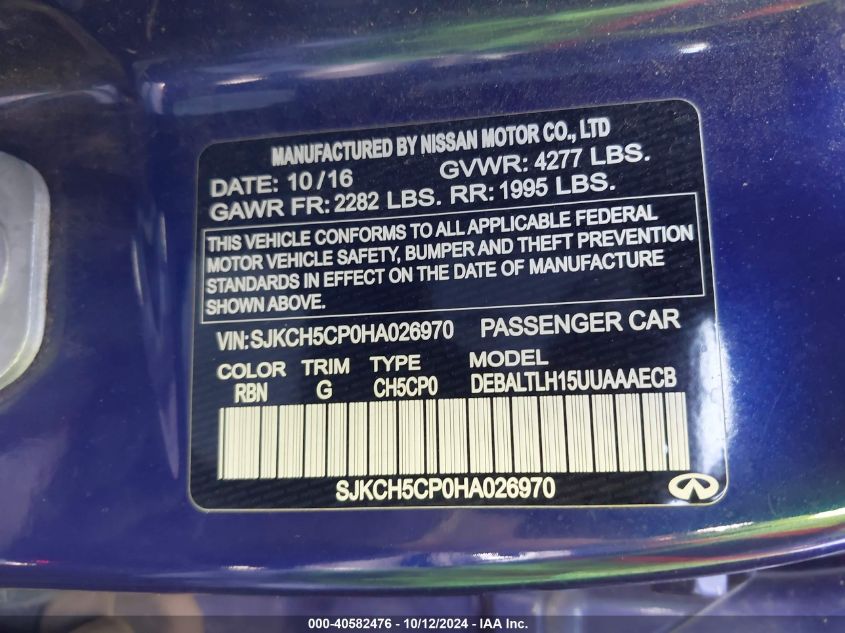 MANUFACTURED BY NISSAN MOTOR CO., LTD
DATE: 10/16 GVWR: 4277 LBS.
GAWR FR: 2282 LBS. RR: 1995 LBS.
THIS VEHICLE CONFORMS TO ALL APPLICABLE FEDERAL
MOTOR VEHICLE SAFETY, BUMPER AND THEFT PREVENTION
STANDARDS IN EFFECT ON THE DATE OF MANUFACTURE
SHOWN ABOVE.
VIN: SJKCH5CP0HA026970 PASSENGER CAR
COLOR TRIM TYPE MODEL
RBN G CH5CP0 DEBALTLH15UUAAAECB
SJKCH5CP0HA026970
000-40582476 - 10/12/2024 - IAA Inc.